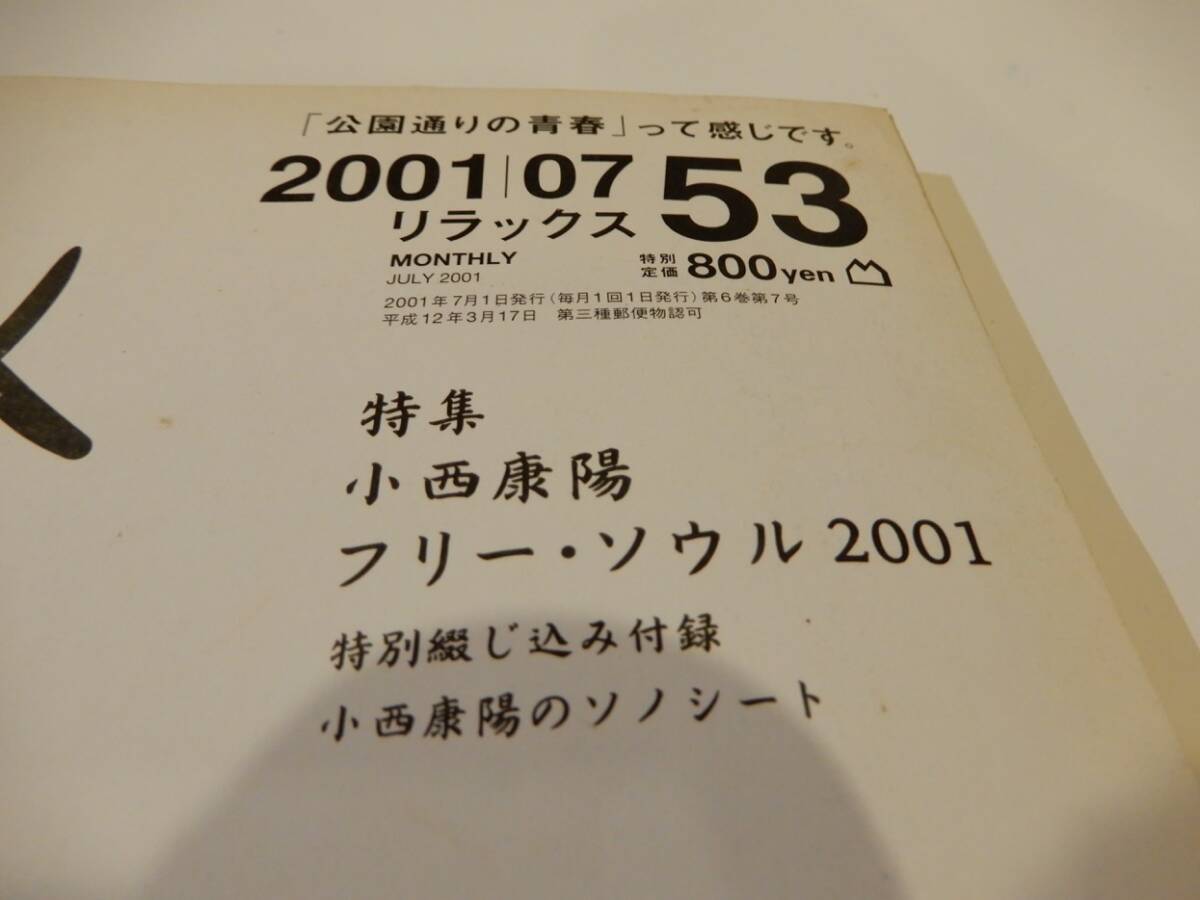 「公園通りの青春」って感じです。
2001|07 53
リラックス
MONTHLY
JULY 2001
特別定価 800yen
2001年7月1日発行(毎月1回1日発行)第6巻第7号
平成12年3月17日 第三種郵便物認可
特集
小西康陽
フリー・ソウル2001
特別綴じ込み付録
小西康陽のソノシート